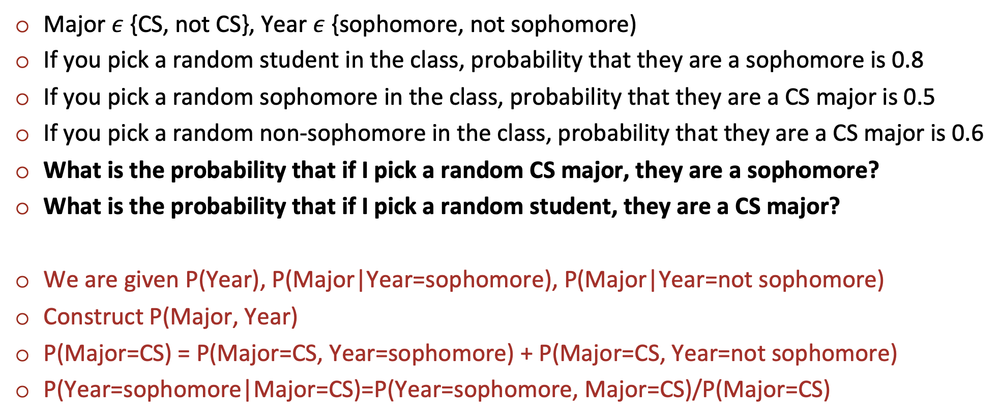 ○ Major ϵ {CS, not CS}, Year ϵ {sophomore, not sophomore)
○ If you pick a random student in the class, probability that they are a sophomore is 0.8
○ If you pick a random sophomore in the class, probability that they are a CS major is 0.5
○ If you pick a random non-sophomore in the class, probability that they are a CS major is 0.6
○ What is the probability that if I pick a random CS major, they are a sophomore?
○ What is the probability that if I pick a random student, they are a CS major?
○ We are given P(Year), P(Major|Year=sophomore), P(Major|Year=not sophomore)
○ Construct P(Major, Year)
○ P(Major=CS) = P(Major=CS, Year=sophomore) + P(Major=CS, Year=not sophomore)
○ P(Year=sophomore|Major=CS)=P(Year=sophomore, Major=CS)/P(Major=CS)